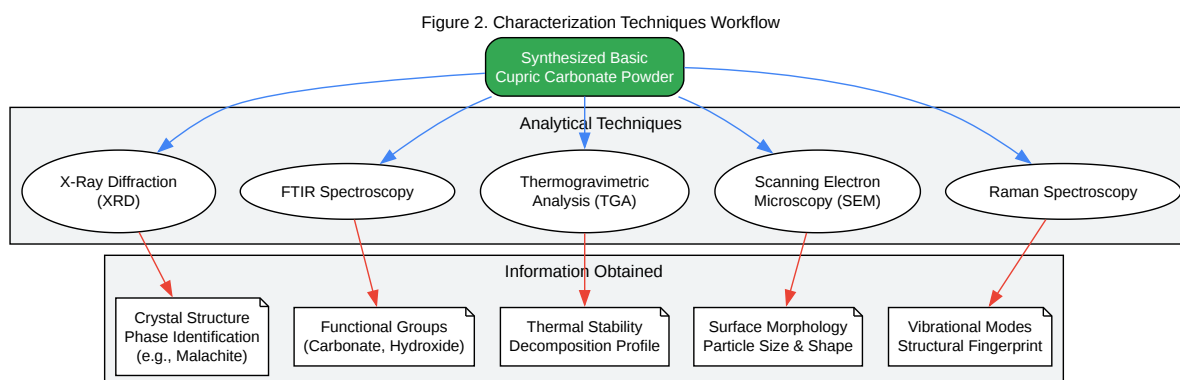 Figure 2. Characterization Techniques Workflow
Synthesized Basic
Cupric Carbonate Powder
Analytical Techniques
X-Ray Diffraction
(XRD)
FTIR Spectroscopy
Thermogravimetric
Analysis (TGA)
Scanning Electron
Microscopy (SEM)
Raman Spectroscopy
Information Obtained
Crystal Structure
Phase Identification
(e.g., Malachite)
Functional Groups
(Carbonate, Hydroxide)
Thermal Stability
Decomposition Profile
Surface Morphology
Particle Size & Shape
Vibrational Modes
Structural Fingerprint